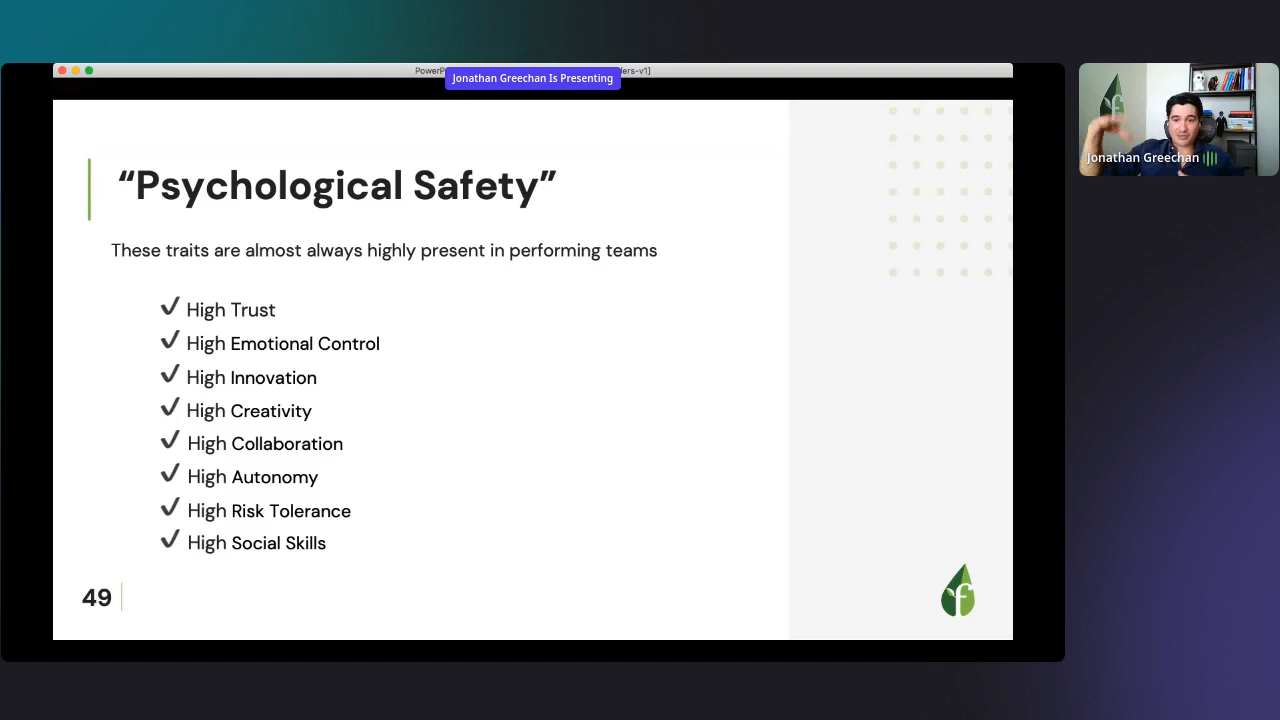 PowerP
ders-v1]
Jonathan Greechan Is Presenting
Jonathan Greechan
“Psychological Safety”
These traits are almost always highly present in performing teams
✓ High Trust
✓ High Emotional Control
✓ High Innovation
✓ High Creativity
✓ High Collaboration
✓ High Autonomy
✓ High Risk Tolerance
✓ High Social Skills
49
f